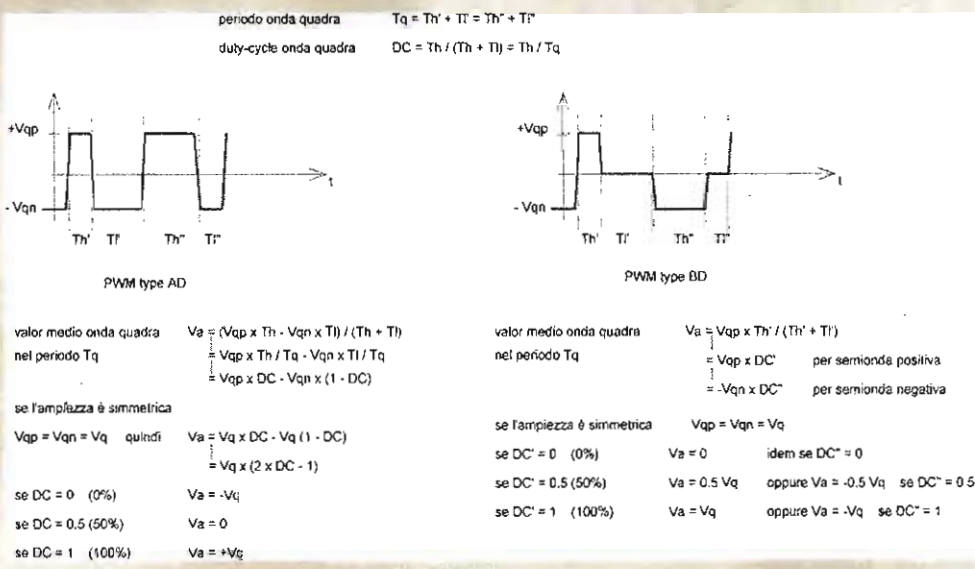 periodo onda quadra Tq = Th' + Tl' = Th" + Tl"
duty-cycle onda quadra DC = Th / (Th + Tl) = Th / Tq
+Vqp
- Vqn
t
Th' Tl' Th" Tl"
PWM type AD
+Vqp
- Vqn
t
Th' Tl' Th" Tl"
PWM type BD
valor medio onda quadra Va = (Vqp x Th - Vqn x Tl) / (Th + Tl)
nel periodo Tq = Vqp x Th / Tq - Vqn x Tl / Tq
= Vqp x DC - Vqn x (1 - DC)
se l'ampiezza è simmetrica
Vqp = Vqn = Vq quindi Va = Vq x DC - Vq (1 - DC)
= Vq x (2 x DC - 1)
se DC = 0 (0%) Va = -Vq
se DC = 0.5 (50%) Va = 0
se DC = 1 (100%) Va = +Vq
valor medio onda quadra Va = Vqp x Th' / (Th' + Tl')
nel periodo Tq = Vqp x DC' per semionda positiva
= -Vqn x DC" per semionda negativa
se l'ampiezza è simmetrica Vqp = Vqn = Vq
se DC' = 0 (0%) Va = 0 idem se DC" = 0
se DC' = 0.5 (50%) Va = 0.5 Vq oppure Va = -0.5 Vq se DC" = 0.5
se DC' = 1 (100%) Va = Vq oppure Va = -Vq se DC" = 1